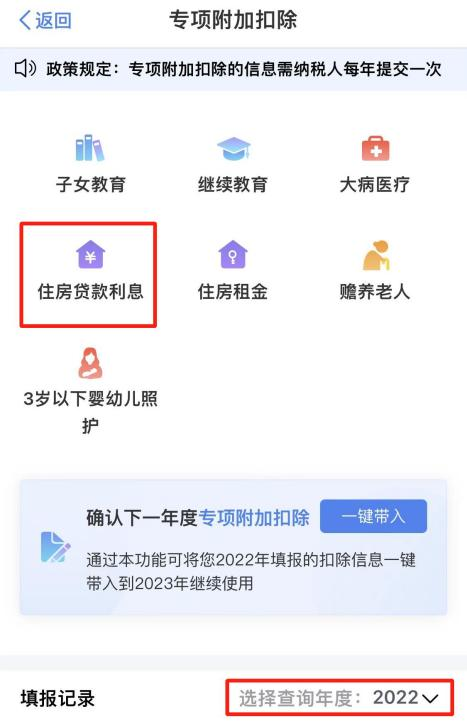 返回
专项附加扣除
政策规定：专项附加扣除的信息需纳税人每年提交一次
子女教育
继续教育
大病医疗
住房贷款利息
住房租金
赡养老人
3岁以下婴幼儿照
护
确认下一年度专项附加扣除
一键带入
通过本功能可将您2022年填报的扣除信息一键
带入到2023年继续使用
填报记录
选择查询年度：2022